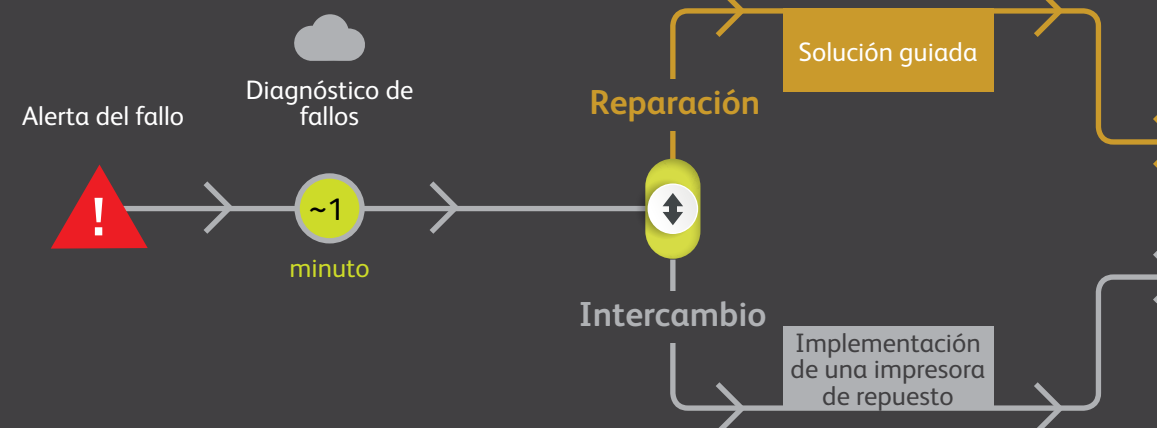 Alerta del fallo
!
Diagnóstico de
fallos
~1
minuto
Reparación
Solución guiada
Intercambio
Implementación
de una impresora
de repuesto